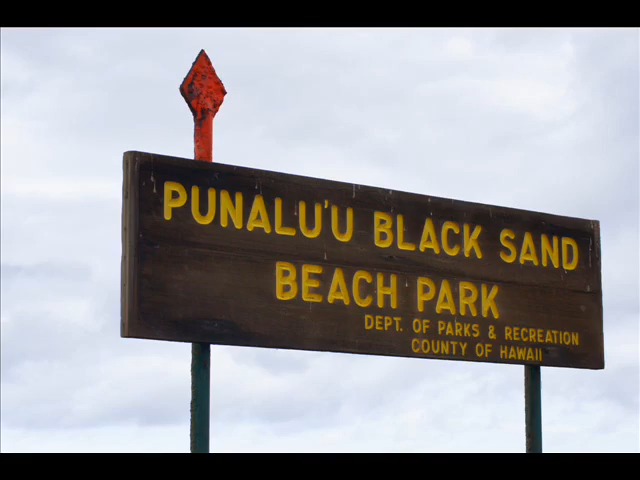 PUNALU'U BLACK SAND
BEACH PARK
DEPT. OF PARKS & RECREATION
COUNTY OF HAWAII